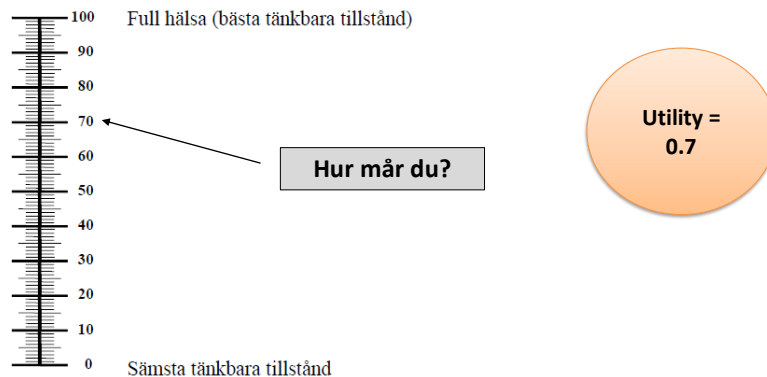 100 Full hälsa (bästa tänkbara tillstånd)
90
80
70
60
50
40
30
20
10
0 Sämsta tänkbara tillstånd
Hur mår du?
Utility =
0.7